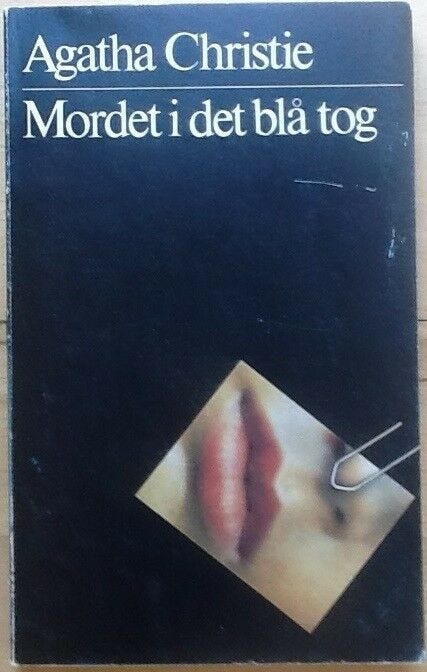 Agatha Christie
Mordet i det blå tog